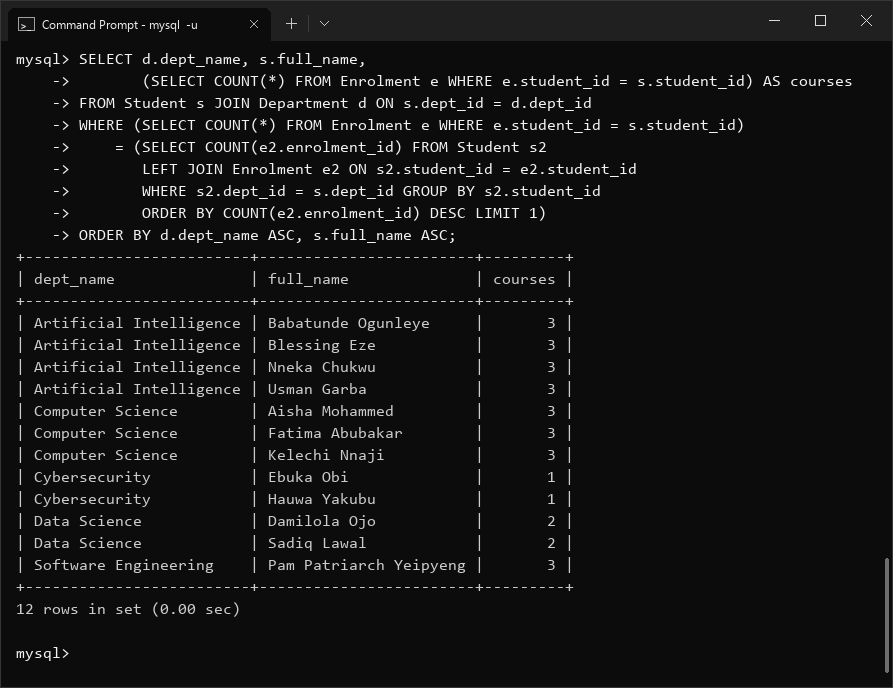 Command Prompt - mysql  -u
mysql> SELECT d.dept_name, s.full_name,
    ->        (SELECT COUNT(*) FROM Enrolment e WHERE e.student_id = s.student_id) AS courses
    -> FROM Student s JOIN Department d ON s.dept_id = d.dept_id
    -> WHERE (SELECT COUNT(*) FROM Enrolment e WHERE e.student_id = s.student_id)
    ->     = (SELECT COUNT(e2.enrolment_id) FROM Student s2
    ->        LEFT JOIN Enrolment e2 ON s2.student_id = e2.student_id
    ->        WHERE s2.dept_id = s.dept_id GROUP BY s2.student_id
    ->        ORDER BY COUNT(e2.enrolment_id) DESC LIMIT 1)
    -> ORDER BY d.dept_name ASC, s.full_name ASC;
+-------------------------+------------------------+---------+
| dept_name               | full_name              | courses |
+-------------------------+------------------------+---------+
| Artificial Intelligence | Babatunde Ogunleye     |       3 |
| Artificial Intelligence | Blessing Eze           |       3 |
| Artificial Intelligence | Nneka Chukwu           |       3 |
| Artificial Intelligence | Usman Garba            |       3 |
| Computer Science        | Aisha Mohammed         |       3 |
| Computer Science        | Fatima Abubakar        |       3 |
| Computer Science        | Kelechi Nnaji          |       3 |
| Cybersecurity           | Ebuka Obi              |       1 |
| Cybersecurity           | Hauwa Yakubu           |       1 |
| Data Science            | Damilola Ojo           |       2 |
| Data Science            | Sadiq Lawal            |       2 |
| Software Engineering    | Pam Patriarch Yeipyeng |       3 |
+-------------------------+------------------------+---------+
12 rows in set (0.00 sec)
mysql>